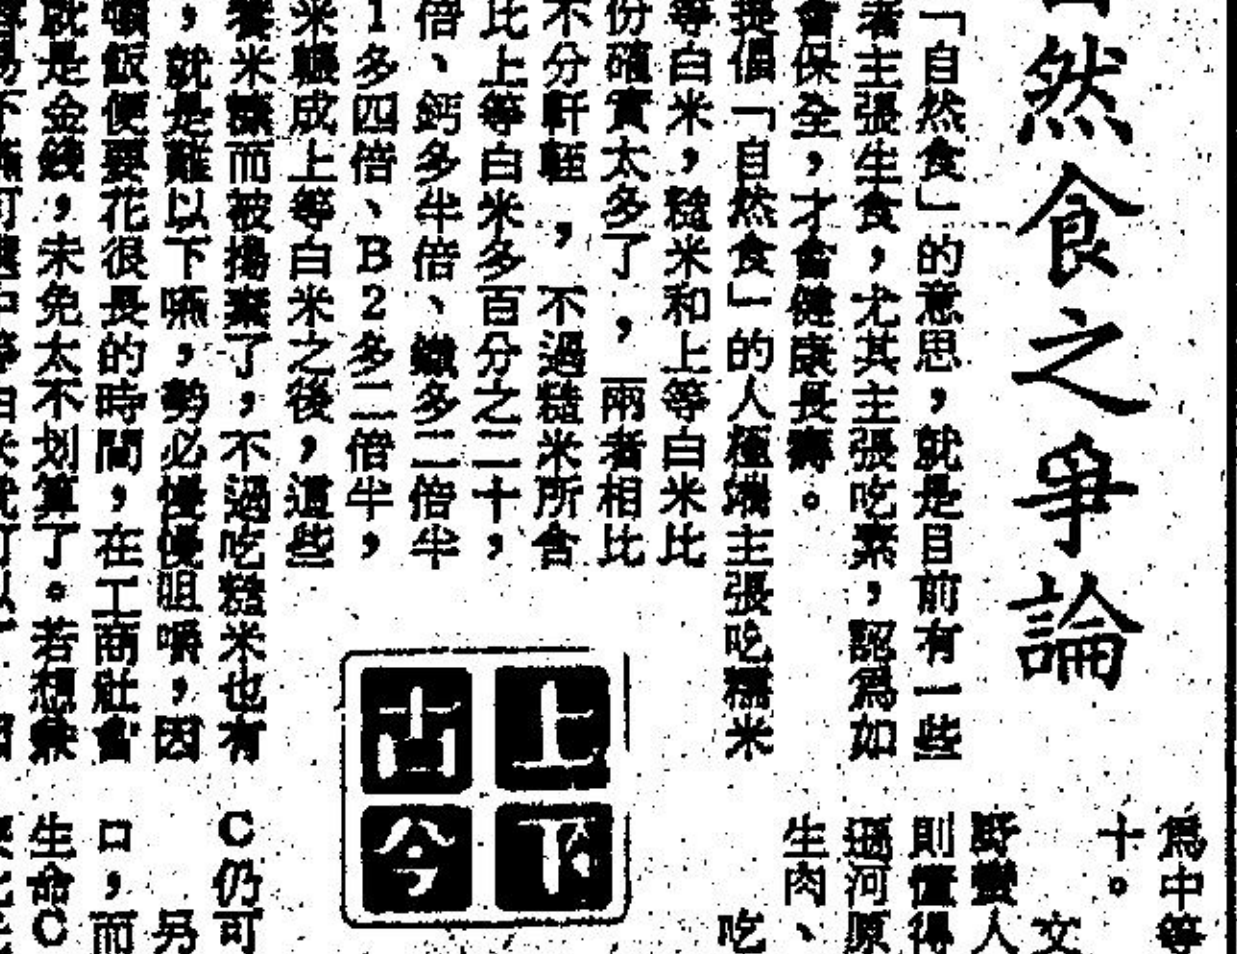 然食之爭論
「自然食」的意思，就是目前有一些
者主張生食，尤其主張吃素，認為如
會保全，才會健康長壽。
提倡「自然食」的人極端主張吃糙米
等白米，糙米和上等白米比
份確實太多了，兩者相比
不分軒輊，不過糙米所含
比上等白米多百分之二十，
倍、鈣多半倍、纖多二倍半
1多四倍、B2多二倍半，
米輾成上等白米之後，這些
養米糠而被揚棄了，不過吃糙米也有
，就是難以下嚥，勢必慢慢咀嚼，因
頓飯便要花很長的時間，在工商社會
就是金錢，未免太不划算了。若想兼
上下古今
為中等
十。
文
野蠻人
則懂得
過河原
生肉、
吃
C仍可
另
口，而
生命C